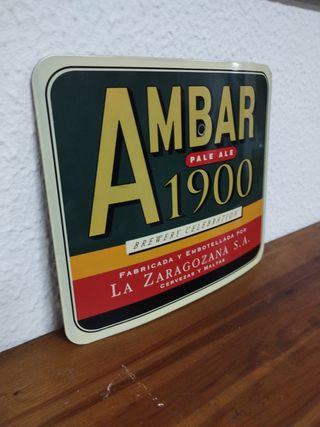 AMBAR
PALE ALE
1900
BREWERY CELEBRATION
FABRICADA Y EMBOTELLADA POR
LA ZARAGOZANA S.A.
CERVEZAS Y MALTAS